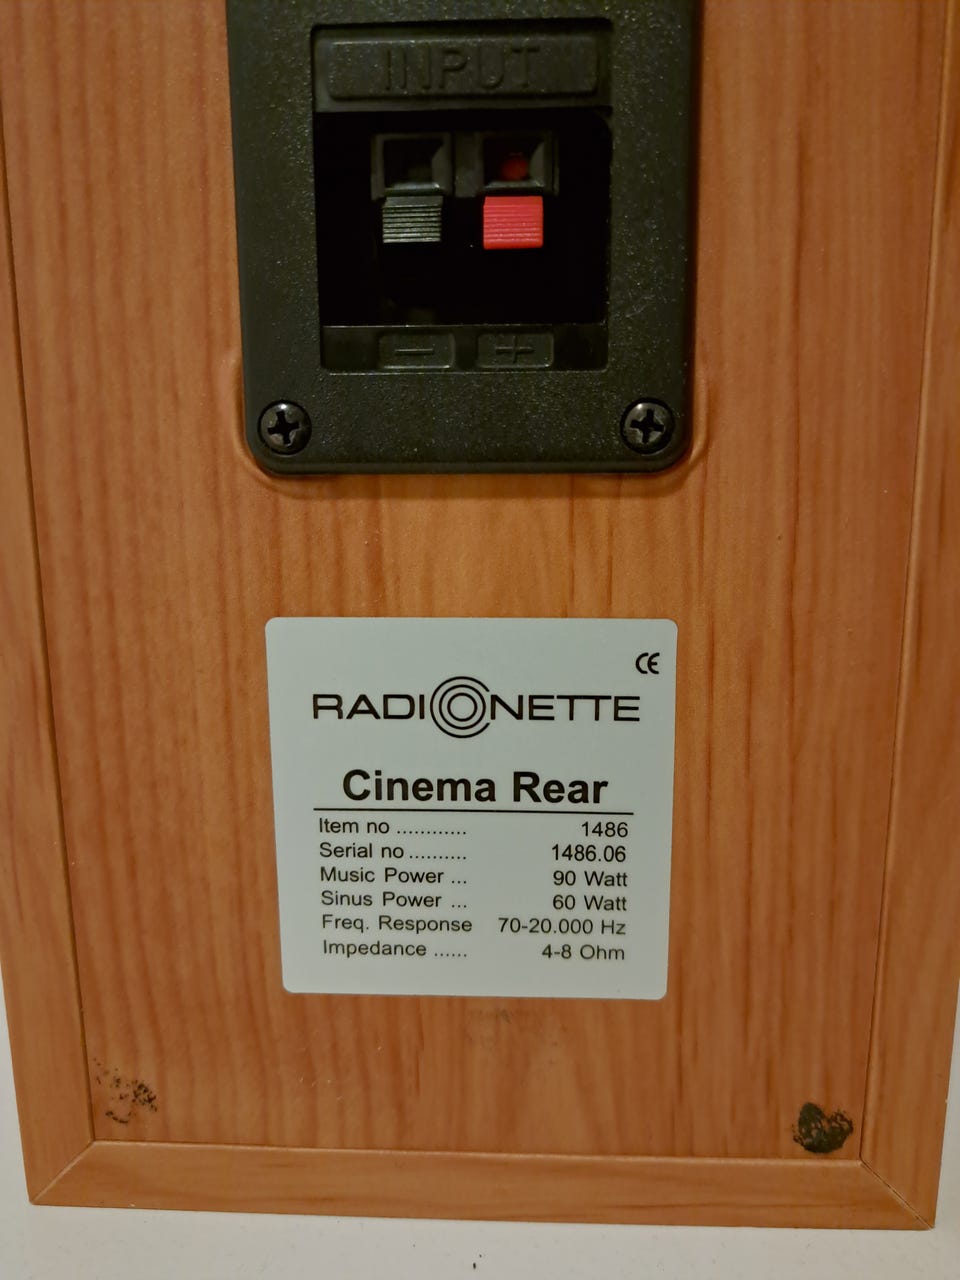 INPUT
− +
CE
RADIONETTE
Cinema Rear
Item no ............ 1486
Serial no .......... 1486.06
Music Power ... 90 Watt
Sinus Power ... 60 Watt
Freq. Response 70-20.000 Hz
Impedance ...... 4-8 Ohm